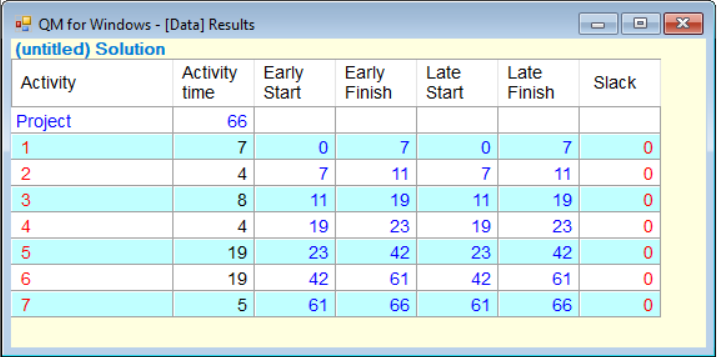 QM for Windows - [Data] Results
(untitled) Solution
Activity Activity time Early Start Early Finish Late Start Late Finish Slack
Project 66
1 7 0 7 0 7 0
2 4 7 11 7 11 0
3 8 11 19 11 19 0
4 4 19 23 19 23 0
5 19 23 42 23 42 0
6 19 42 61 42 61 0
7 5 61 66 61 66 0